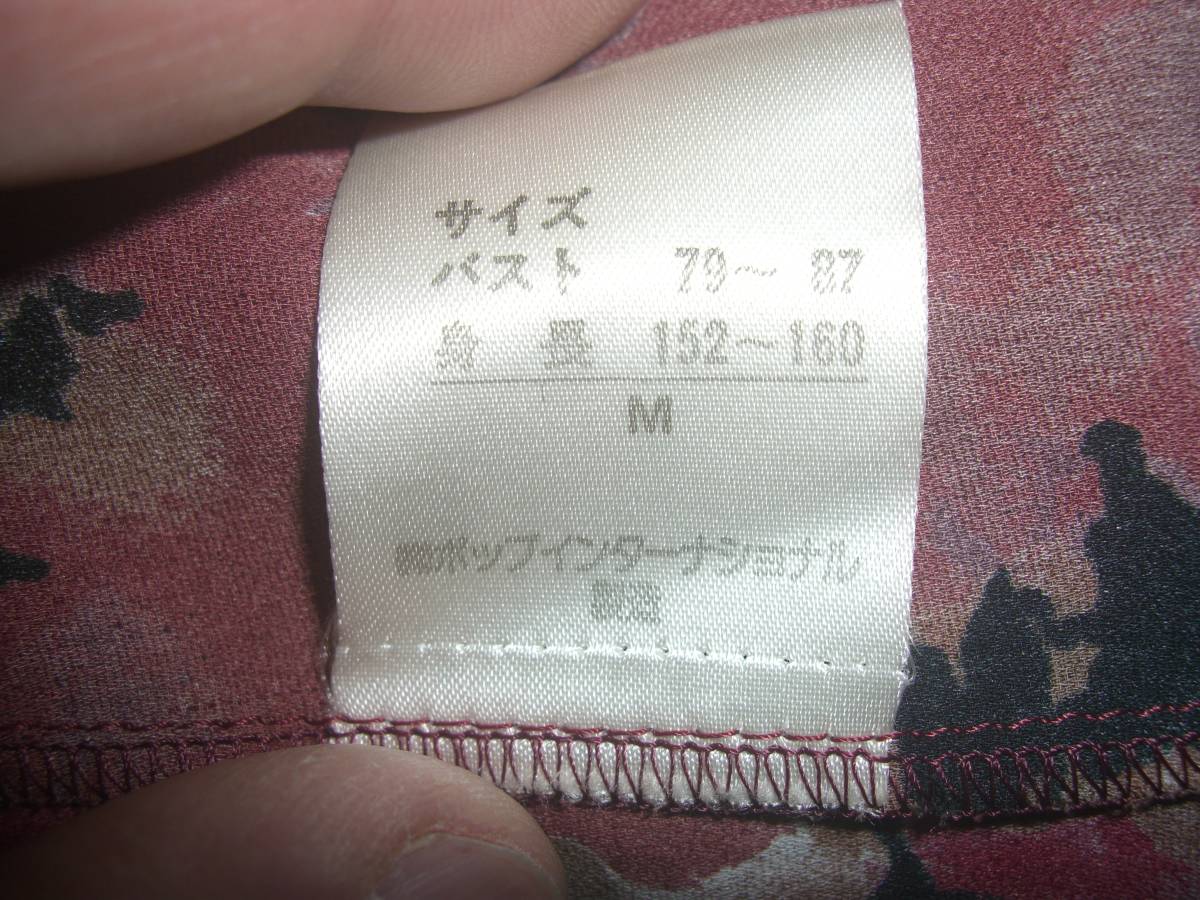 サイズ
バスト 79〜87
身長 152〜160
M
㈱ポップインターナショナル